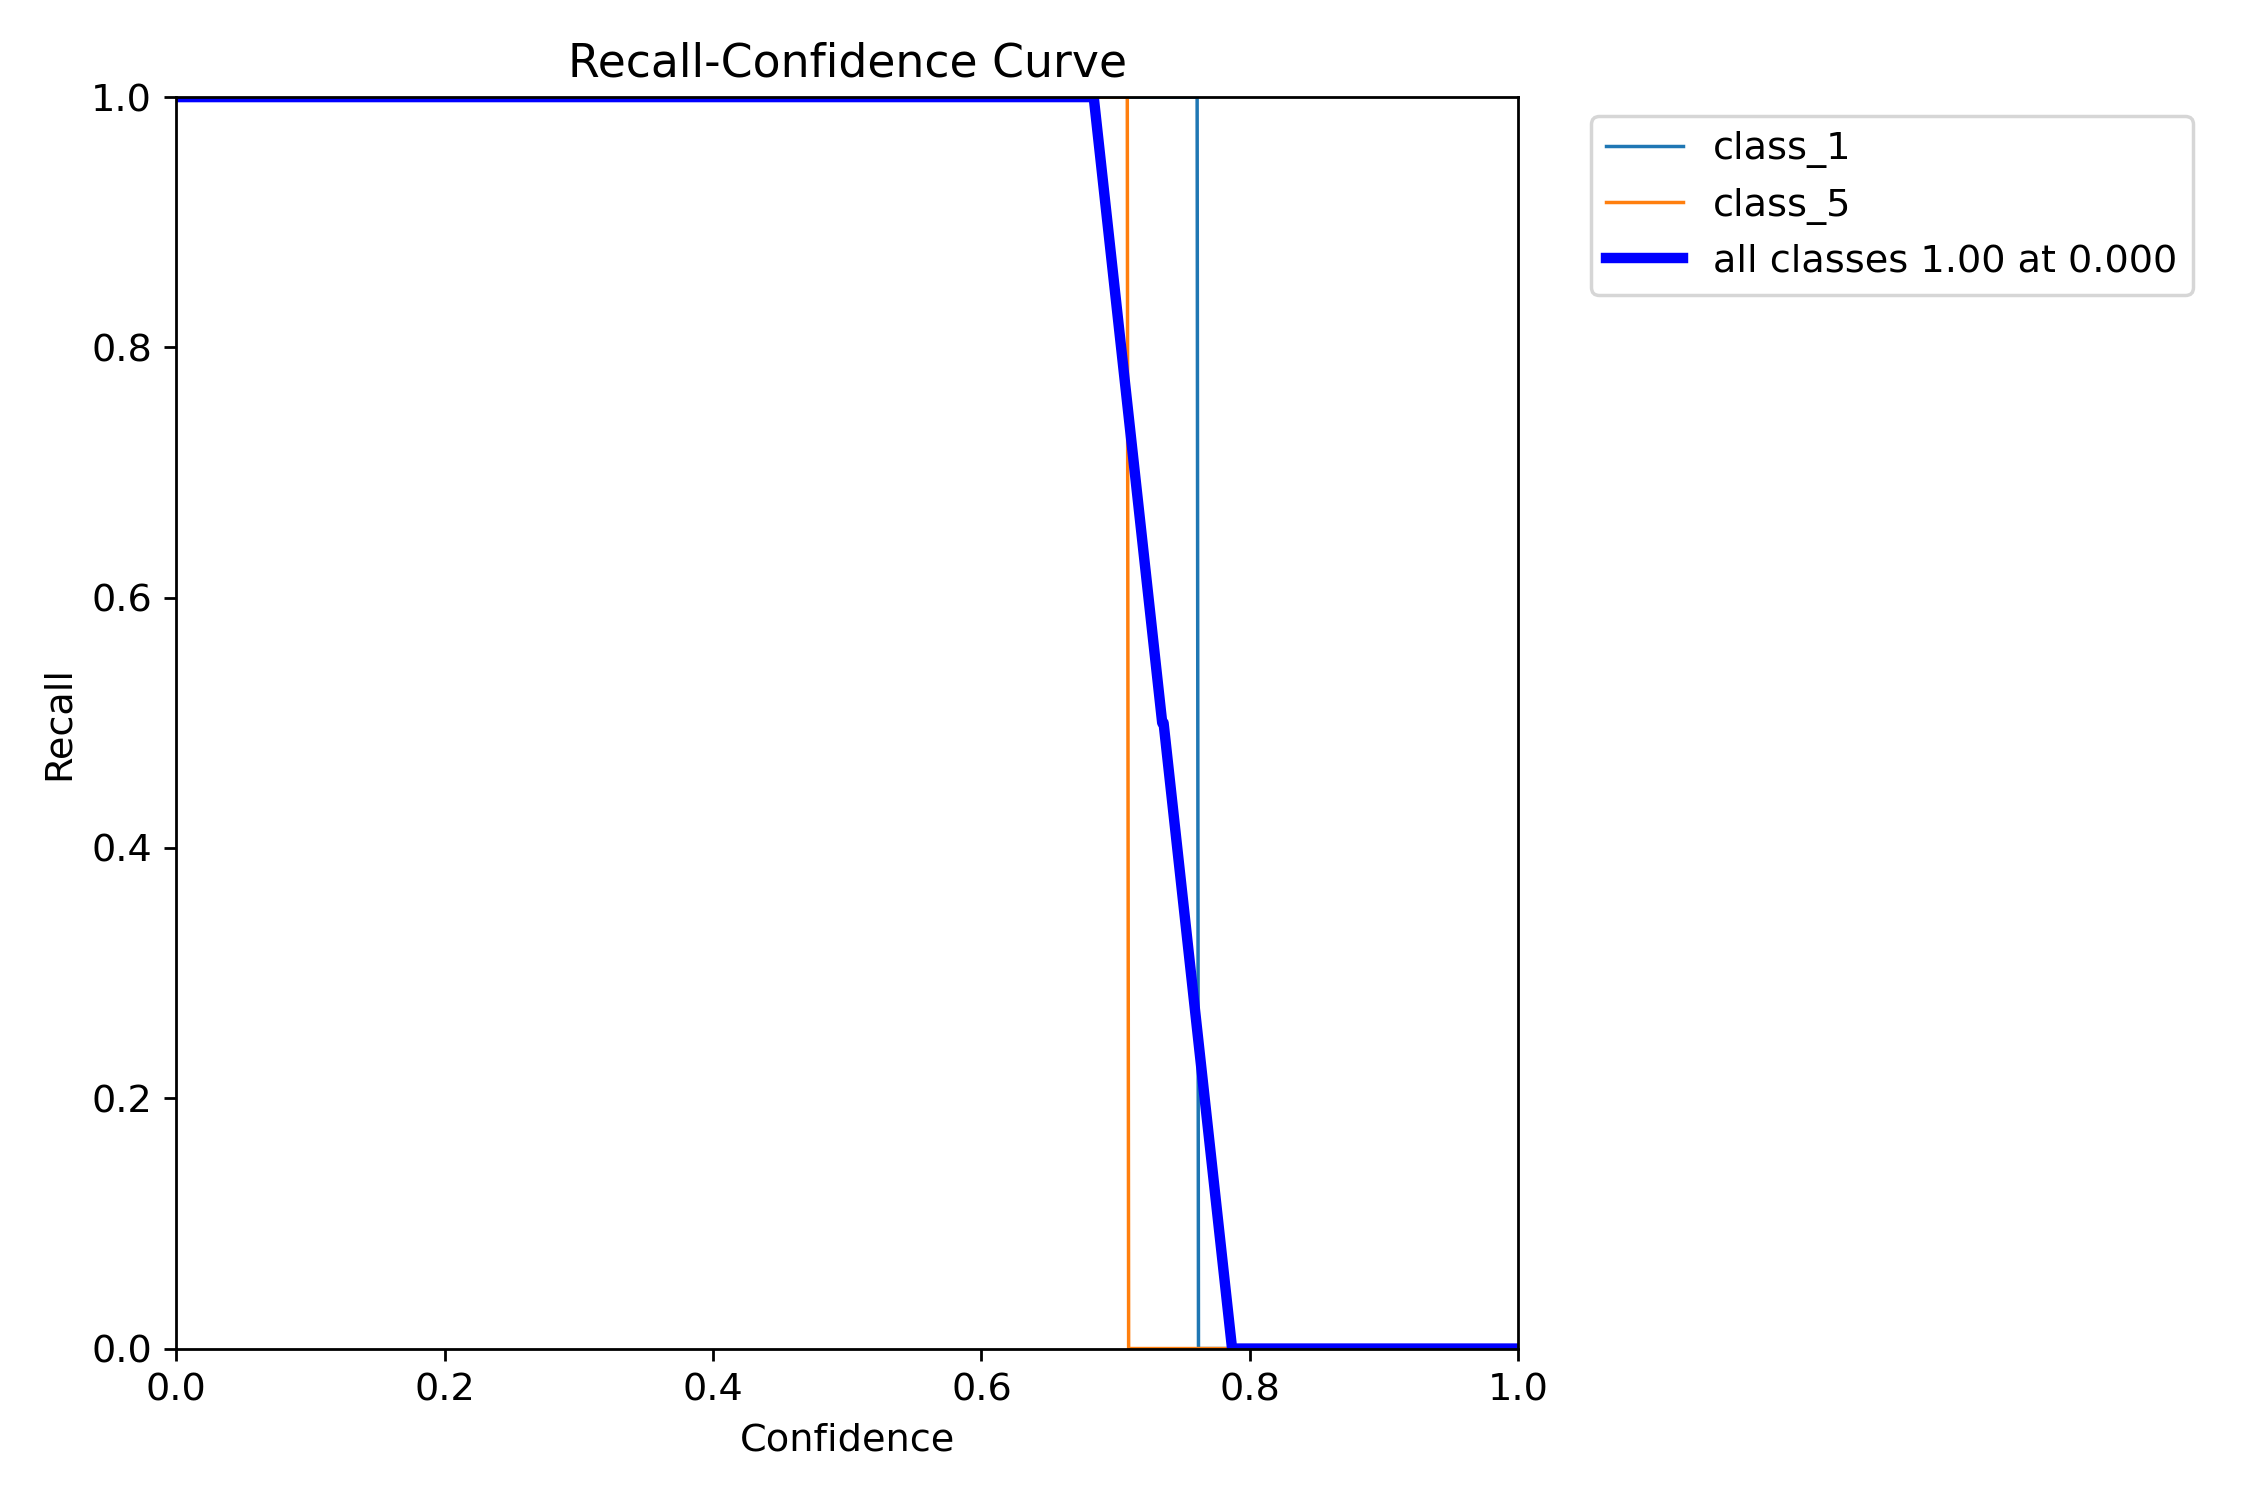 Recall-Confidence Curve
1.0
0.8
0.6
0.4
0.2
0.0
Recall
0.0 0.2 0.4 0.6 0.8 1.0
Confidence
class_1
class_5
all classes 1.00 at 0.000